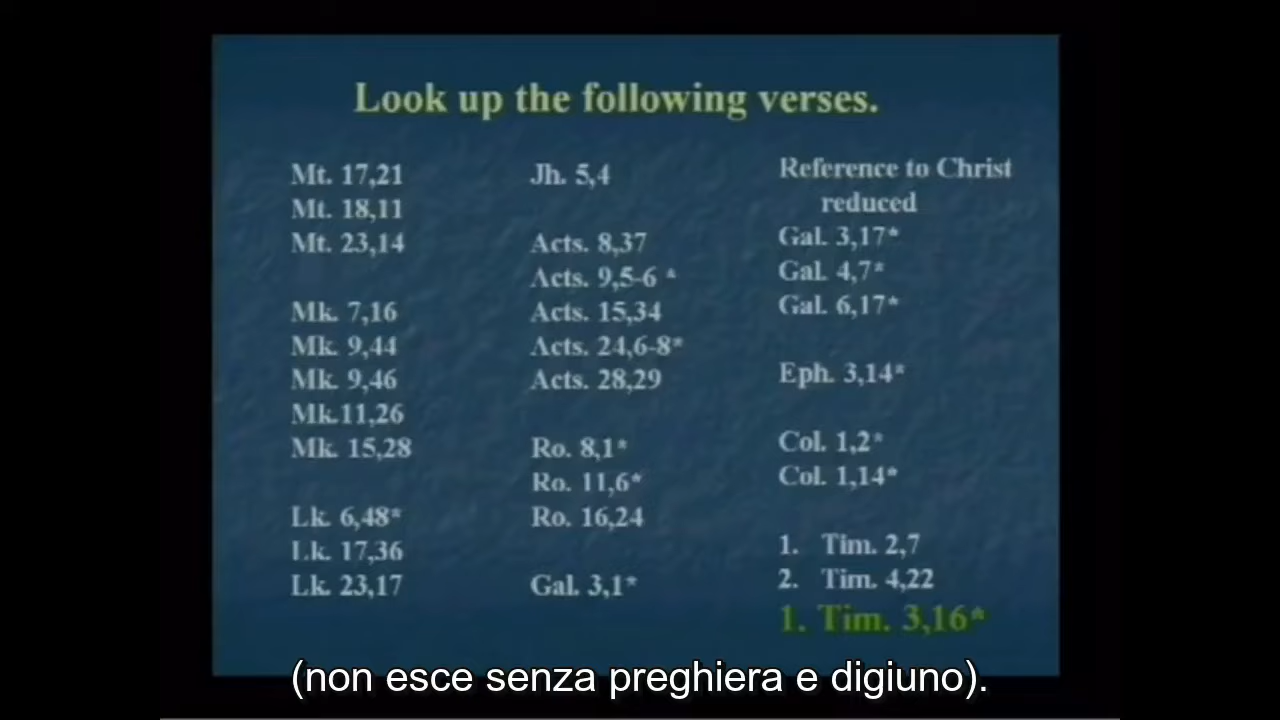 Look up the following verses.
Mt. 17,21
Mt. 18,11
Mt. 23,14
Mk. 7,16
Mk. 9,44
Mk. 9,46
Mk.11,26
Mk. 15,28
Lk. 6,48*
Lk. 17,36
Lk. 23,17
Jh. 5,4
Acts. 8,37
Acts. 9,5-6 *
Acts. 15,34
Acts. 24,6-8*
Acts. 28,29
Ro. 8,1*
Ro. 11,6*
Ro. 16,24
Gal. 3,1*
Reference to Christ
reduced
Gal. 3,17*
Gal. 4,7*
Gal. 6,17*
Eph. 3,14*
Col. 1,2*
Col. 1,14*
1. Tim. 2,7
2. Tim. 4,22
1. Tim. 3,16*
(non esce senza preghiera e digiuno).